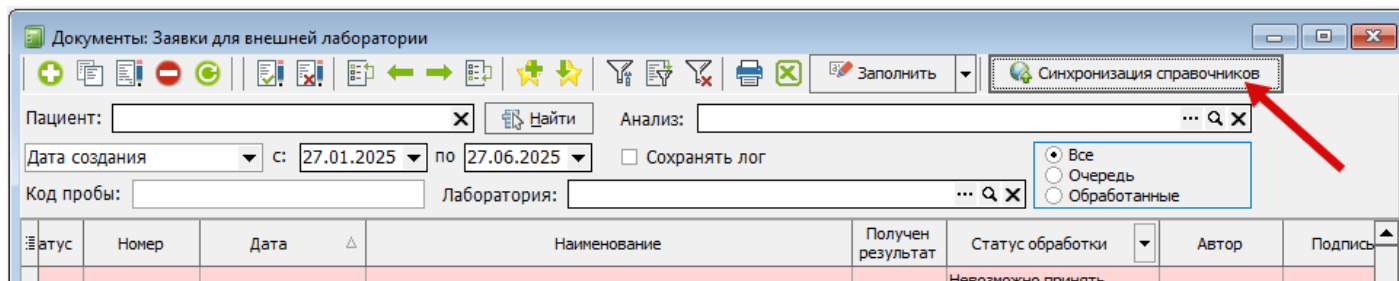 Документы: Заявки для внешней лаборатории
Заполнить Синхронизация справочников
Пациент: Найти Анализ:
Дата создания с: 27.01.2025 по 27.06.2025 Сохранять лог Все
Очередь
Код пробы: Лаборатория: Обработанные
атус Номер Дата Наименование Получен результат Статус обработки Автор Подпись
Невозможно принять